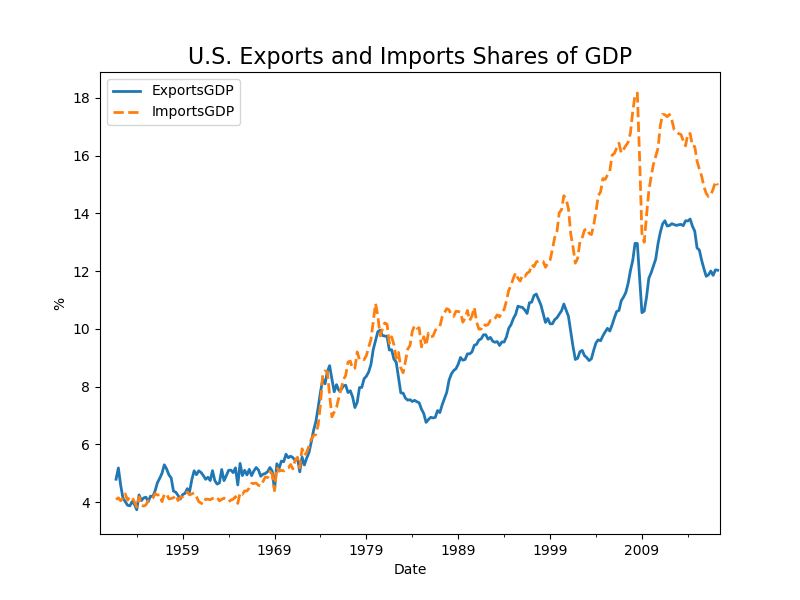 U.S. Exports and Imports Shares of GDP
ExportsGDP
ImportsGDP
18
16
14
12
10
8
6
4
%
1959 1969 1979 1989 1999 2009
Date